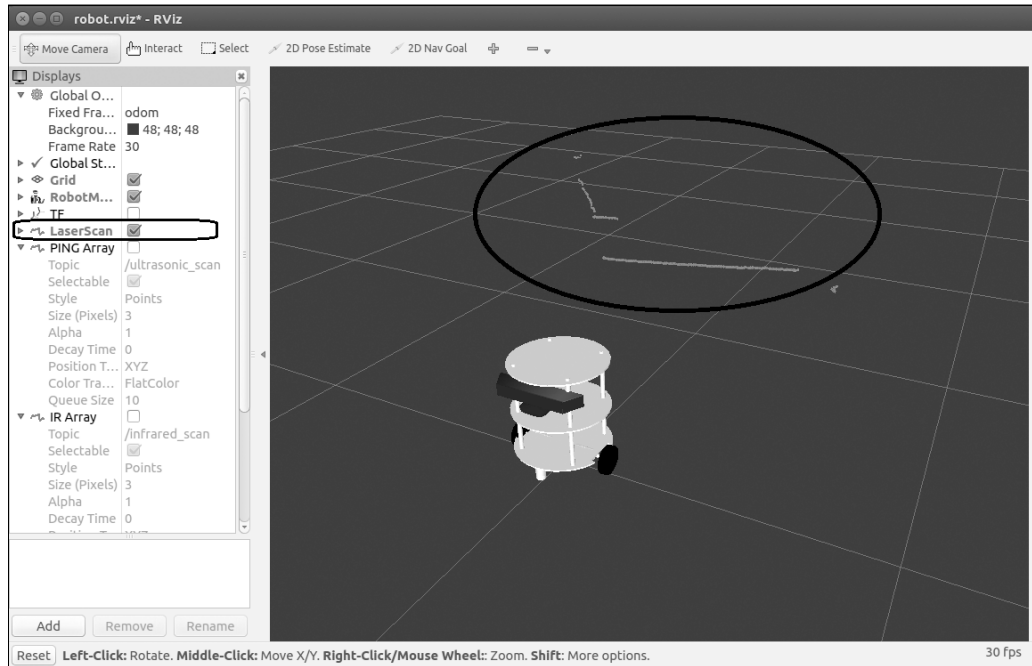 robot.rviz* - RViz
Move Camera Interact Select 2D Pose Estimate 2D Nav Goal
Displays
Global O...
Fixed Fra... odom
Backgrou... 48; 48; 48
Frame Rate 30
Global St...
Grid
RobotM...
TF
LaserScan
PING Array
Topic /ultrasonic_scan
Selectable
Style Points
Size (Pixels) 3
Alpha 1
Decay Time 0
Position T... XYZ
Color Tra... FlatColor
Queue Size 10
IR Array
Topic /infrared_scan
Selectable
Style Points
Size (Pixels) 3
Alpha 1
Decay Time 0
Add Remove Rename
Reset Left-Click: Rotate. Middle-Click: Move X/Y. Right-Click/Mouse Wheel:: Zoom. Shift: More options. 30 fps